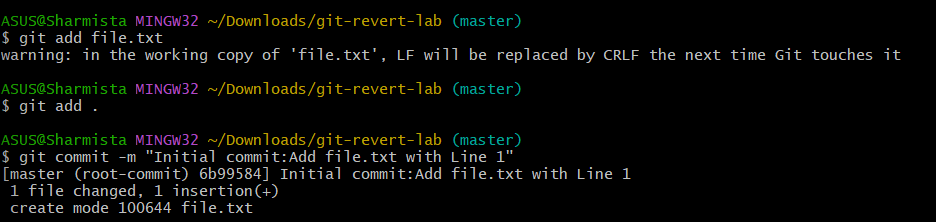 ASUS@Sharmista MINGW32 ~/Downloads/git-revert-lab (master)
$ git add file.txt
warning: in the working copy of 'file.txt', LF will be replaced by CRLF the next time Git touches it
ASUS@Sharmista MINGW32 ~/Downloads/git-revert-lab (master)
$ git add .
ASUS@Sharmista MINGW32 ~/Downloads/git-revert-lab (master)
$ git commit -m "Initial commit:Add file.txt with Line 1"
[master (root-commit) 6b99584] Initial commit:Add file.txt with Line 1
 1 file changed, 1 insertion(+)
 create mode 100644 file.txt